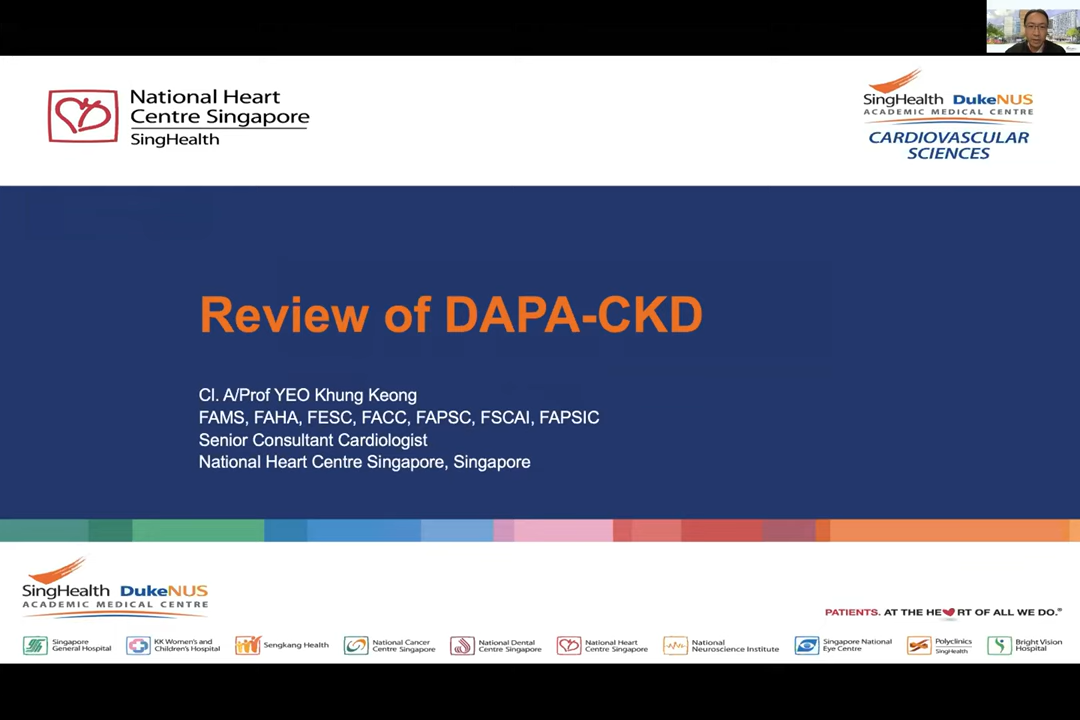 National Heart
Centre Singapore
SingHealth
SingHealth DukeNUS
ACADEMIC MEDICAL CENTRE
CARDIOVASCULAR
SCIENCES
Review of DAPA-CKD
Cl. A/Prof YEO Khung Keong
FAMS, FAHA, FESC, FACC, FAPSC, FSCAI, FAPSIC
Senior Consultant Cardiologist
National Heart Centre Singapore, Singapore
SingHealth DukeNUS
ACADEMIC MEDICAL CENTRE
PATIENTS. AT THE HE RT OF ALL WE DO.®
Singapore
General Hospital
KK Women's and
Children's Hospital
Sengkang Health
National Cancer
Centre Singapore
National Dental
Centre Singapore
National Heart
Centre Singapore
National
Neuroscience Institute
Singapore National
Eye Centre
Polyclinics
SingHealth
Bright Vision
Hospital